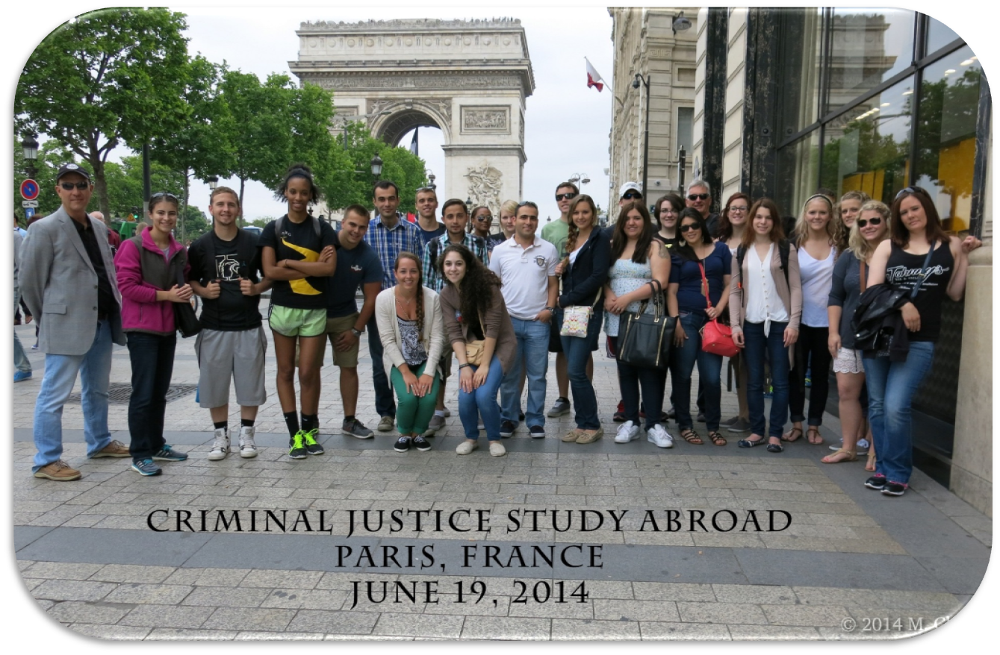 CRIMINAL JUSTICE STUDY ABROAD
PARIS, FRANCE
JUNE 19, 2014
© 2014 M.